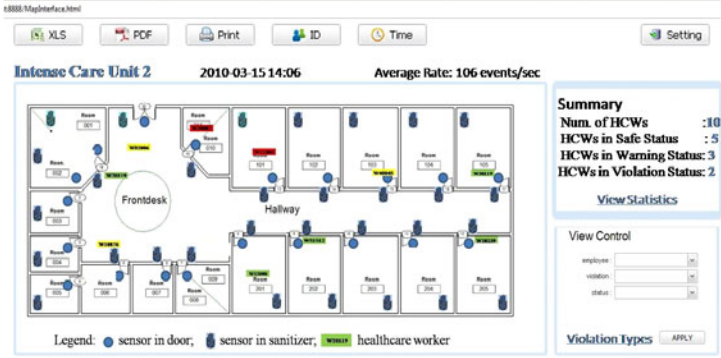 t:8888/MapInterface.html
XLS PDF Print ID Time Setting
Intense Care Unit 2 2010-03-15 14:06 Average Rate: 106 events/sec
Room 001
Room 010
Room 002
Room 101
Room 102
Room 103
Room 104
Room 105
Frontdesk
Hallway
Room 003
Room 004
Room 005
Room 006
Room 007
Room 008
Room 009
Room 201
Room 202
Room 203
Room 204
Room 205
Legend: sensor in door; sensor in sanitizer; healthcare worker
Summary
Num. of HCWs :10
HCWs in Safe Status : 5
HCWs in Warning Status: 3
HCWs in Violation Status: 2
View Statistics
View Control
employee:
violation:
status:
Violation Types APPLY